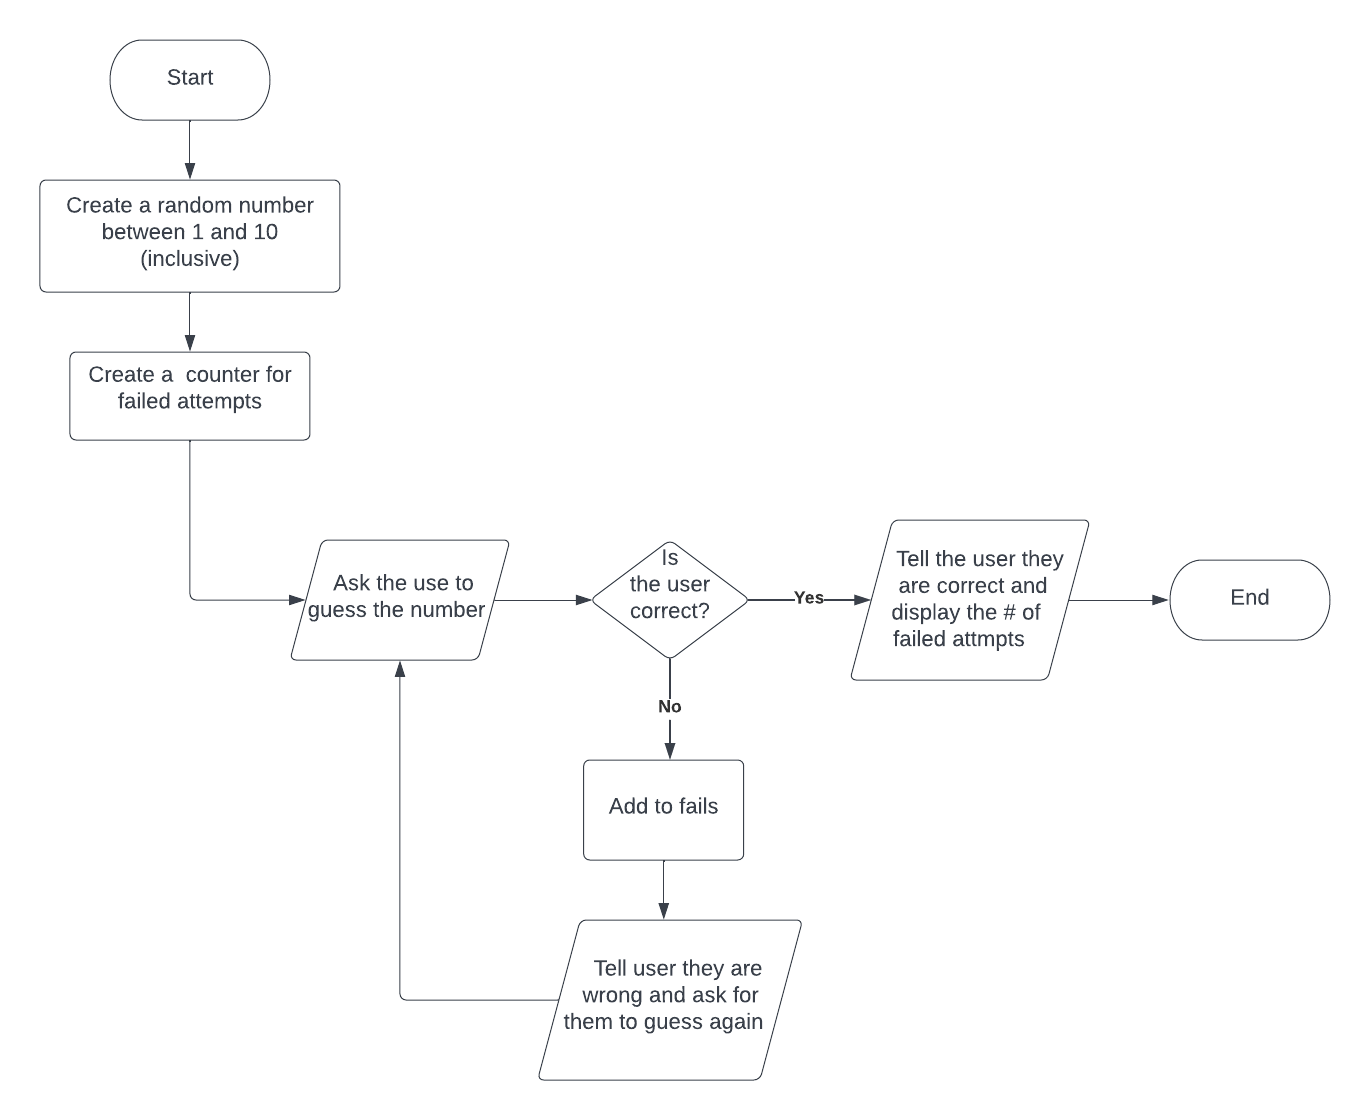 Start
Create a random number
between 1 and 10
(inclusive)
Create a  counter for
failed attempts
Ask the use to
guess the number
Is
the user
correct?
Yes
Tell the user they
are correct and
display the # of
failed attmpts
End
No
Add to fails
Tell user they are
wrong and ask for
them to guess again